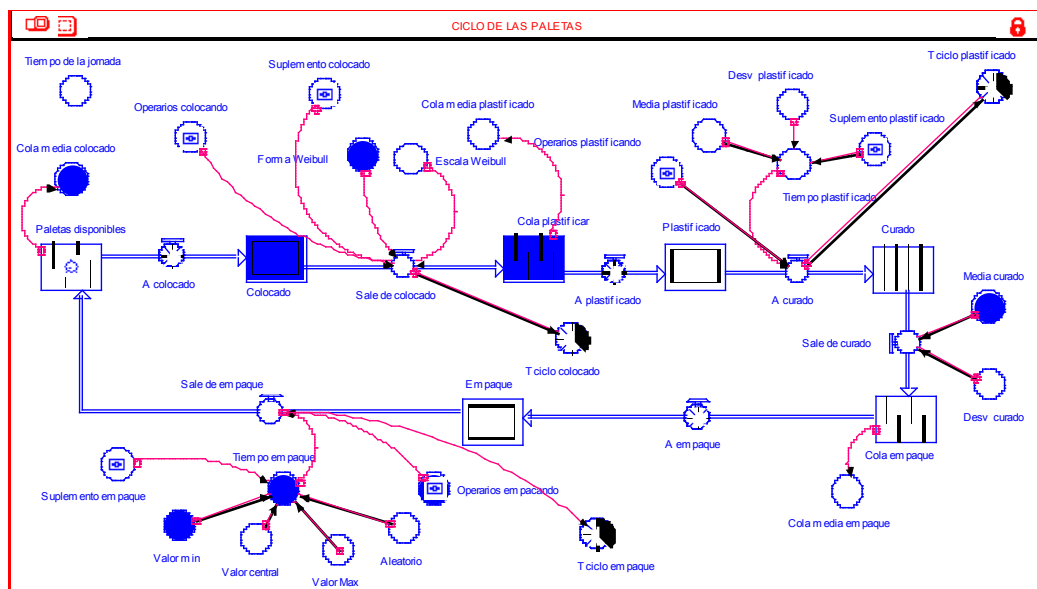 CICLO DE LAS PALETAS
Tiempo de la jornada
Suplemento colocado
Tciclo plastificado
Desv plastificado
Operarios colocando
Cola media plastificado
Media plastificado
Suplemento plastificado
Cola media colocado
Forma Weibull
Escala Weibull
Operarios plastificando
Tiempo plastificado
Paletas disponibles
Cola plastificar
Plastificado
Curado
A colocado
Colocado
Sale de colocado
A plastificado
A curado
Media curado
Sale de curado
Tciclo colocado
Sale de empaque
Empaque
A empaque
Desv curado
Cola empaque
Tiempo empaque
Suplemento empaque
Operarios empacando
Cola media empaque
Valor min
Valor central
Valor Max
Aleatorio
Tciclo empaque